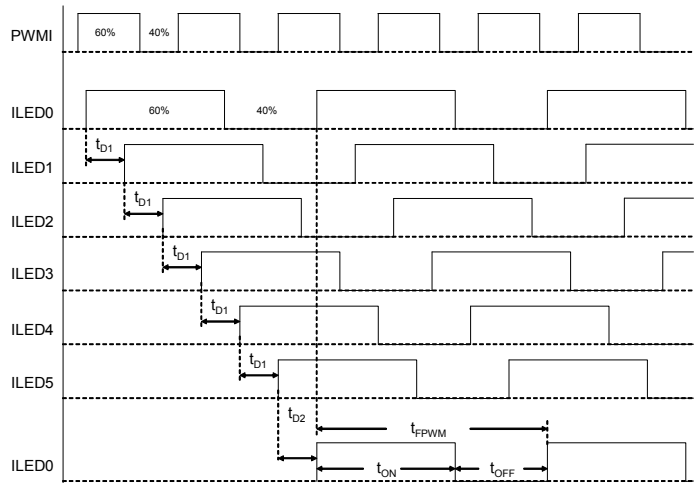 PWMI
60% 40%
ILED0
60% 40%
tD1
ILED1
tD1
ILED2
tD1
ILED3
tD1
ILED4
tD1
ILED5
tD2
tFPWM
tON tOFF
ILED0